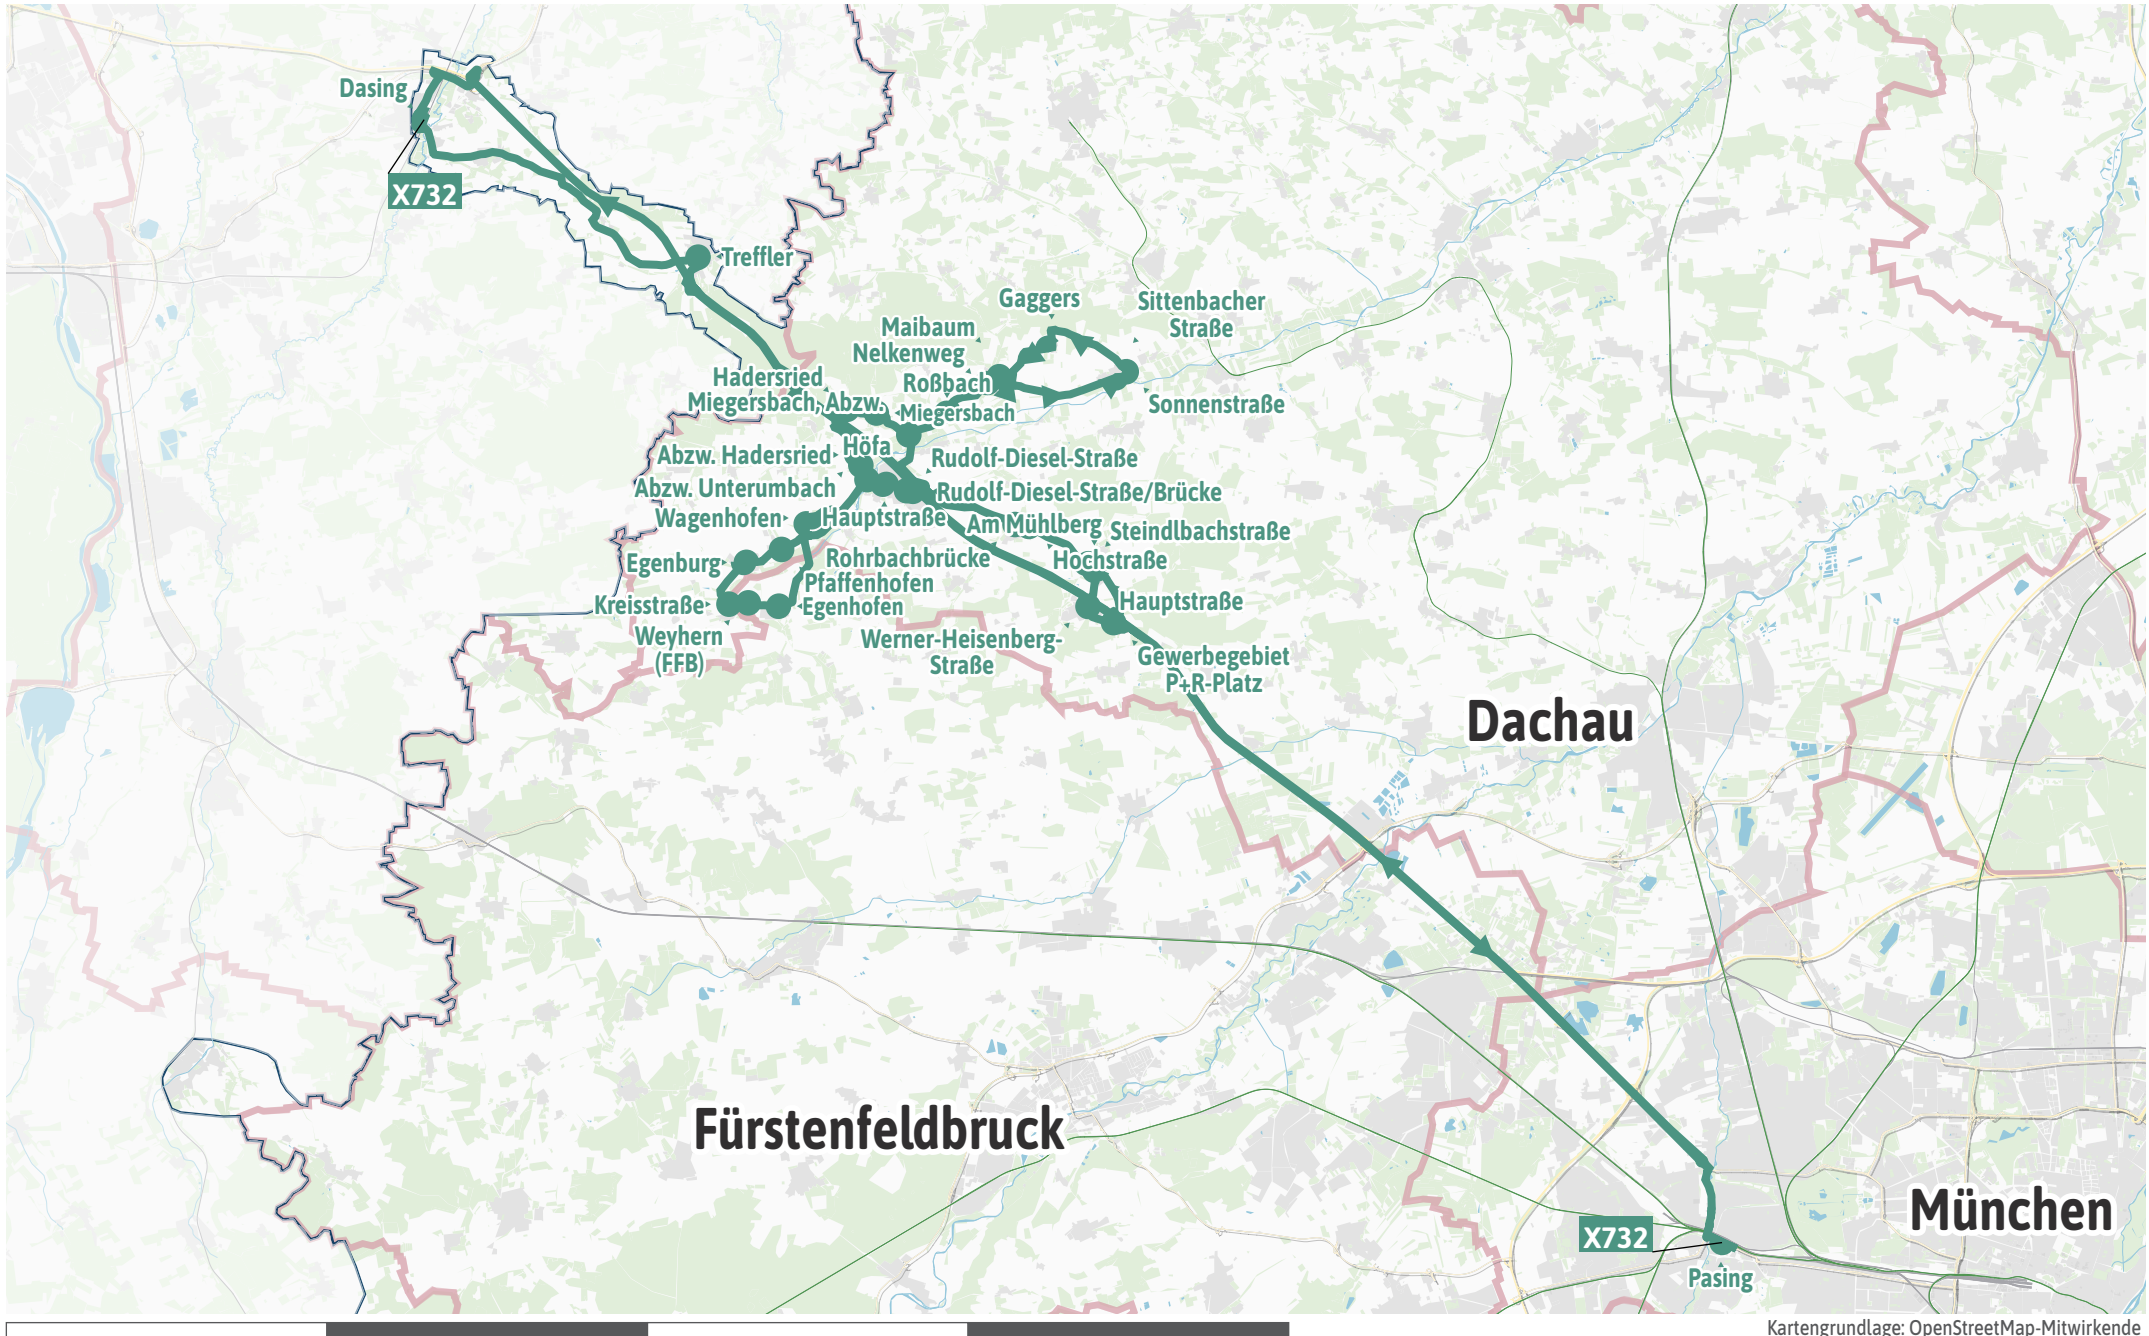 Dasing
X732
Treffler
Gaggers
Sittenbacher
Straße
Maibaum
Nelkenweg
Roßbach
Hadersried
Miegersbach, Abzw.
Miegersbach
Sonnenstraße
Höfa
Abzw. Hadersried
Rudolf-Diesel-Straße
Abzw. Unterumbach
Rudolf-Diesel-Straße/Brücke
Wagenhofen
Hauptstraße
Am Mühlberg
Steindlbachstraße
Egenburg
Rohrbachbrücke
Hochstraße
Pfaffenhofen
Kreisstraße
Egenhofen
Hauptstraße
Weyhern
(FFB)
Werner-Heisenberg-
Straße
Gewerbegebiet
P+R-Platz
Dachau
Fürstenfeldbruck
München
X732
Pasing
Kartengrundlage: OpenStreetMap-Mitwirkende